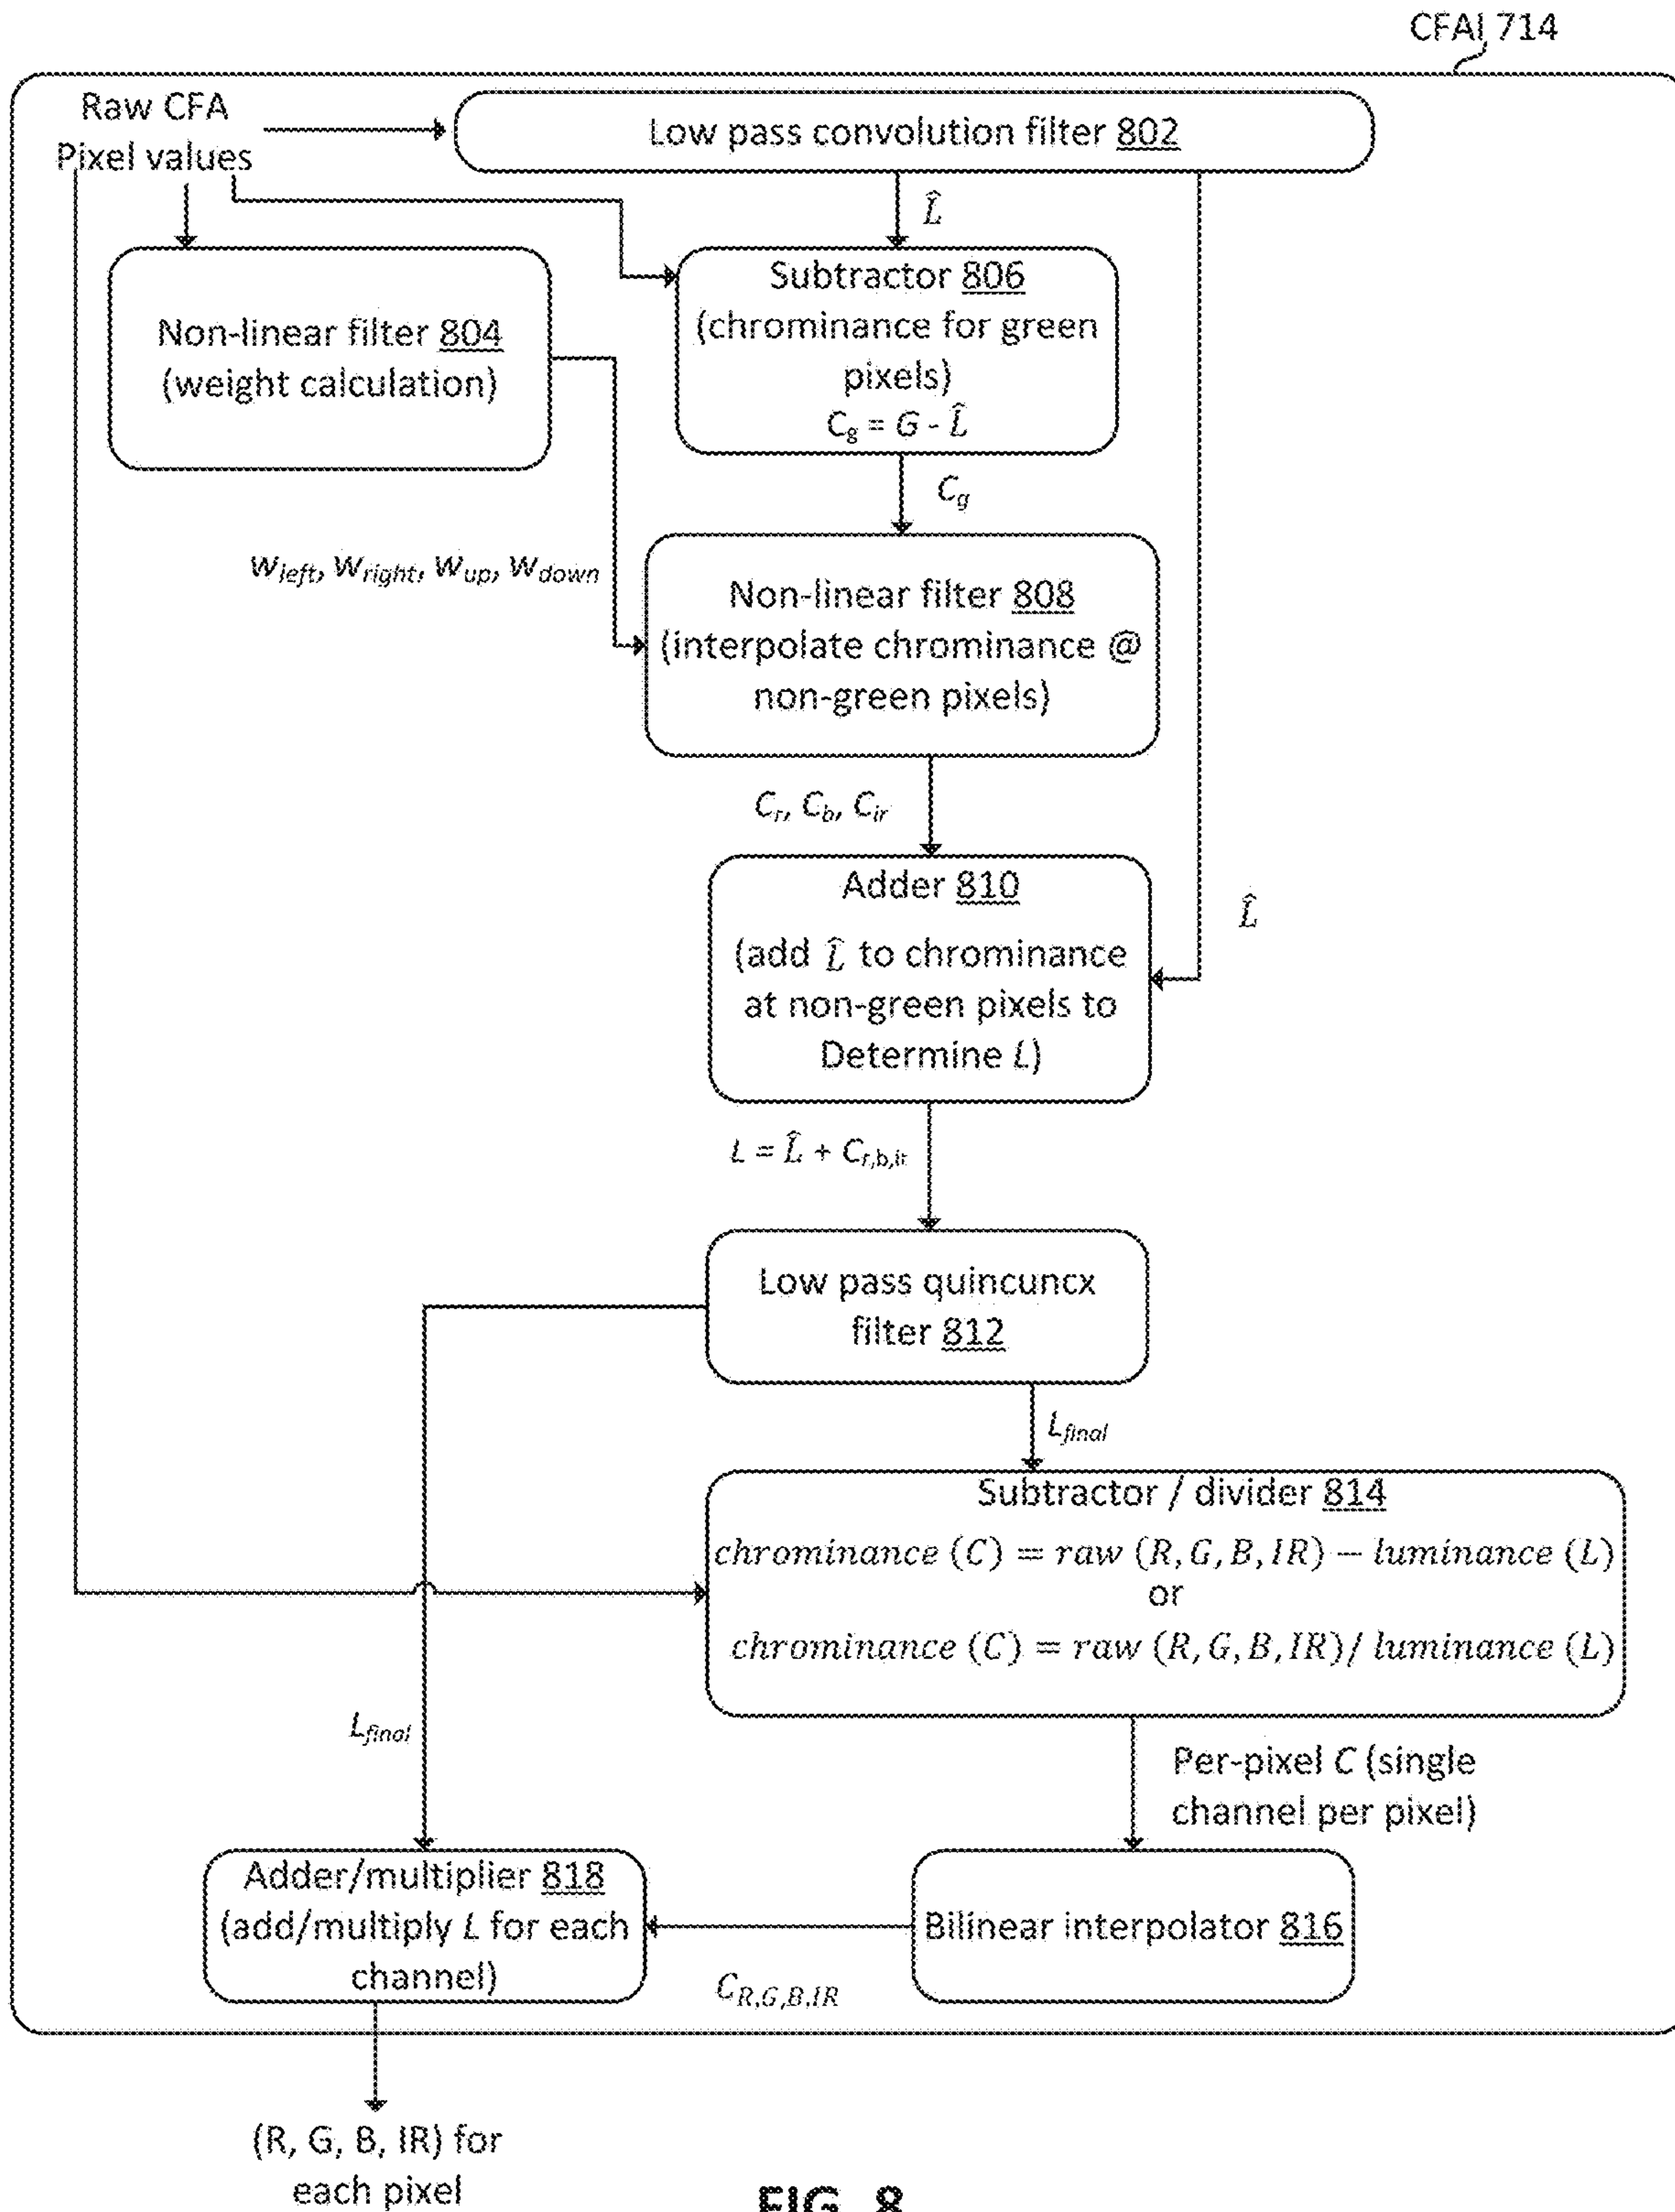 CFAI 714
Raw CFA
Pixel values
Low pass convolution filter 802
L̂
Non-linear filter 804
(weight calculation)
Subtractor 806
(chrominance for green
pixels)
Cg = G - L̂
Cg
Wleft, Wright, Wup, Wdown
Non-linear filter 808
(interpolate chrominance @
non-green pixels)
Cr, Cb, Cir
Adder 810
(add L̂ to chrominance
at non-green pixels to
Determine L)
L̂
L = L̂ + Cr,b,ir
Low pass quincuncx
filter 812
Lfinal
Subtractor / divider 814
chrominance (C) = raw (R, G, B, IR) − luminance (L)
or
chrominance (C) = raw (R, G, B, IR)/ luminance (L)
Lfinal
Per-pixel C (single
channel per pixel)
Adder/multiplier 818
(add/multiply L for each
channel)
Bilinear interpolator 816
CR,G,B,IR
(R, G, B, IR) for
each pixel
FIG. 8